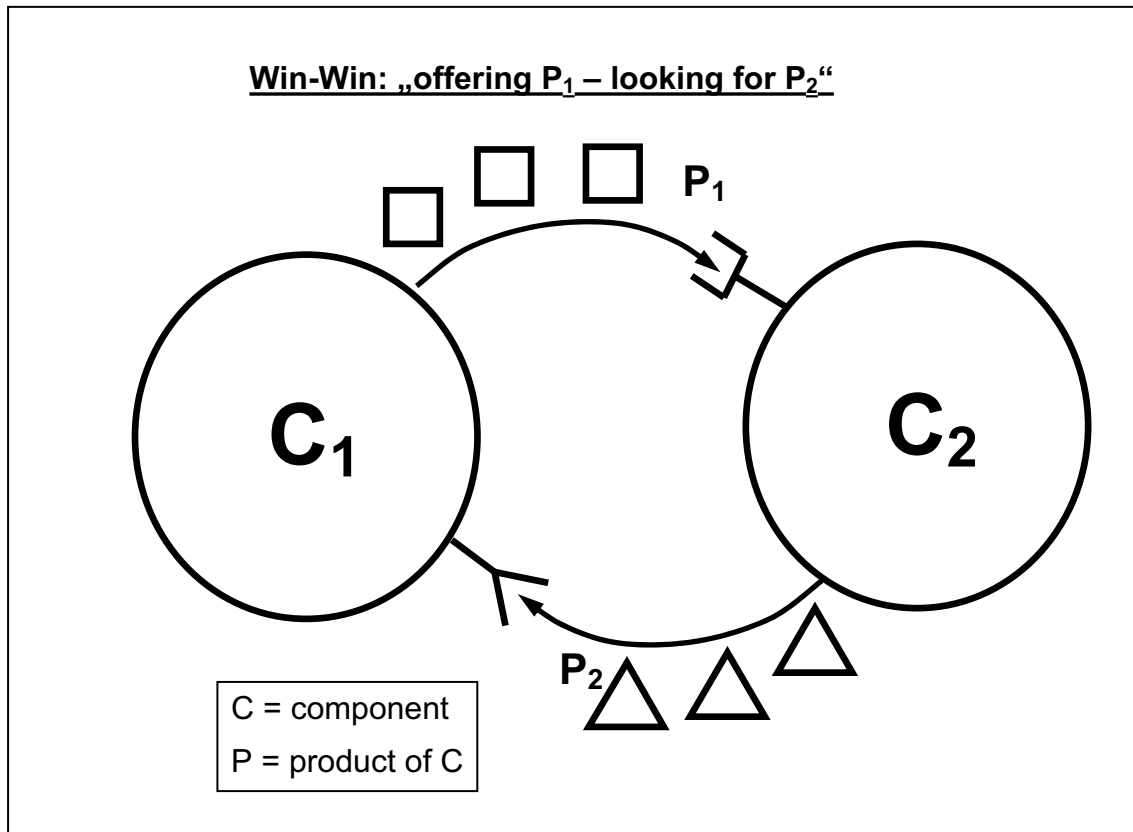 Win-Win: „offering P₁ – looking for P₂“
P₁
C₁
C₂
P₂
C = component
P = product of C